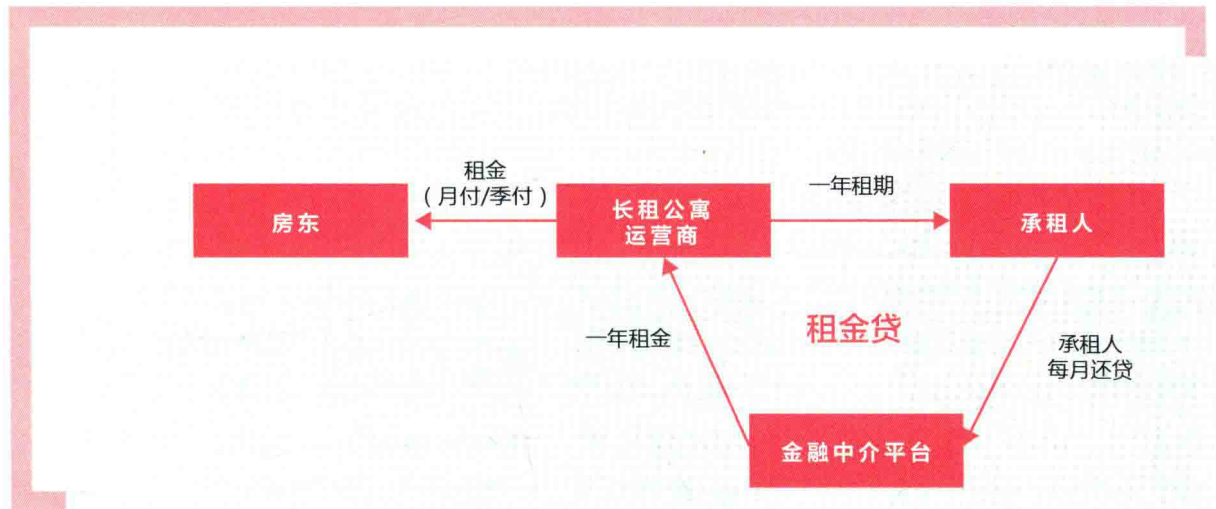 租金
（月付/季付）
一年租期
房东
长租公寓
运营商
承租人
一年租金
租金贷
承租人
每月还贷
金融中介平台